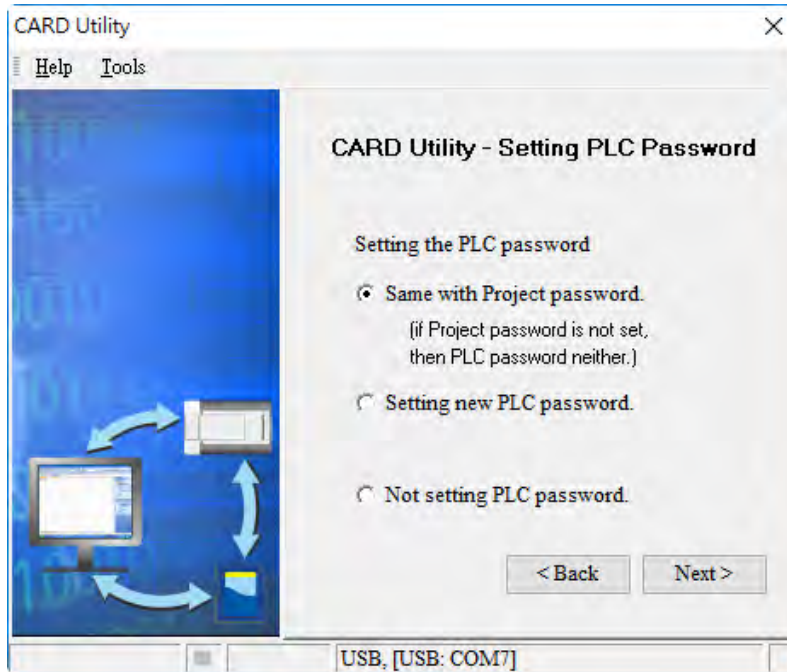 CARD Utility
Help Tools
CARD Utility - Setting PLC Password
Setting the PLC password
Same with Project password.
(if Project password is not set,
then PLC password neither.)
Setting new PLC password.
Not setting PLC password.
< Back Next >
USB, [USB: COM7]